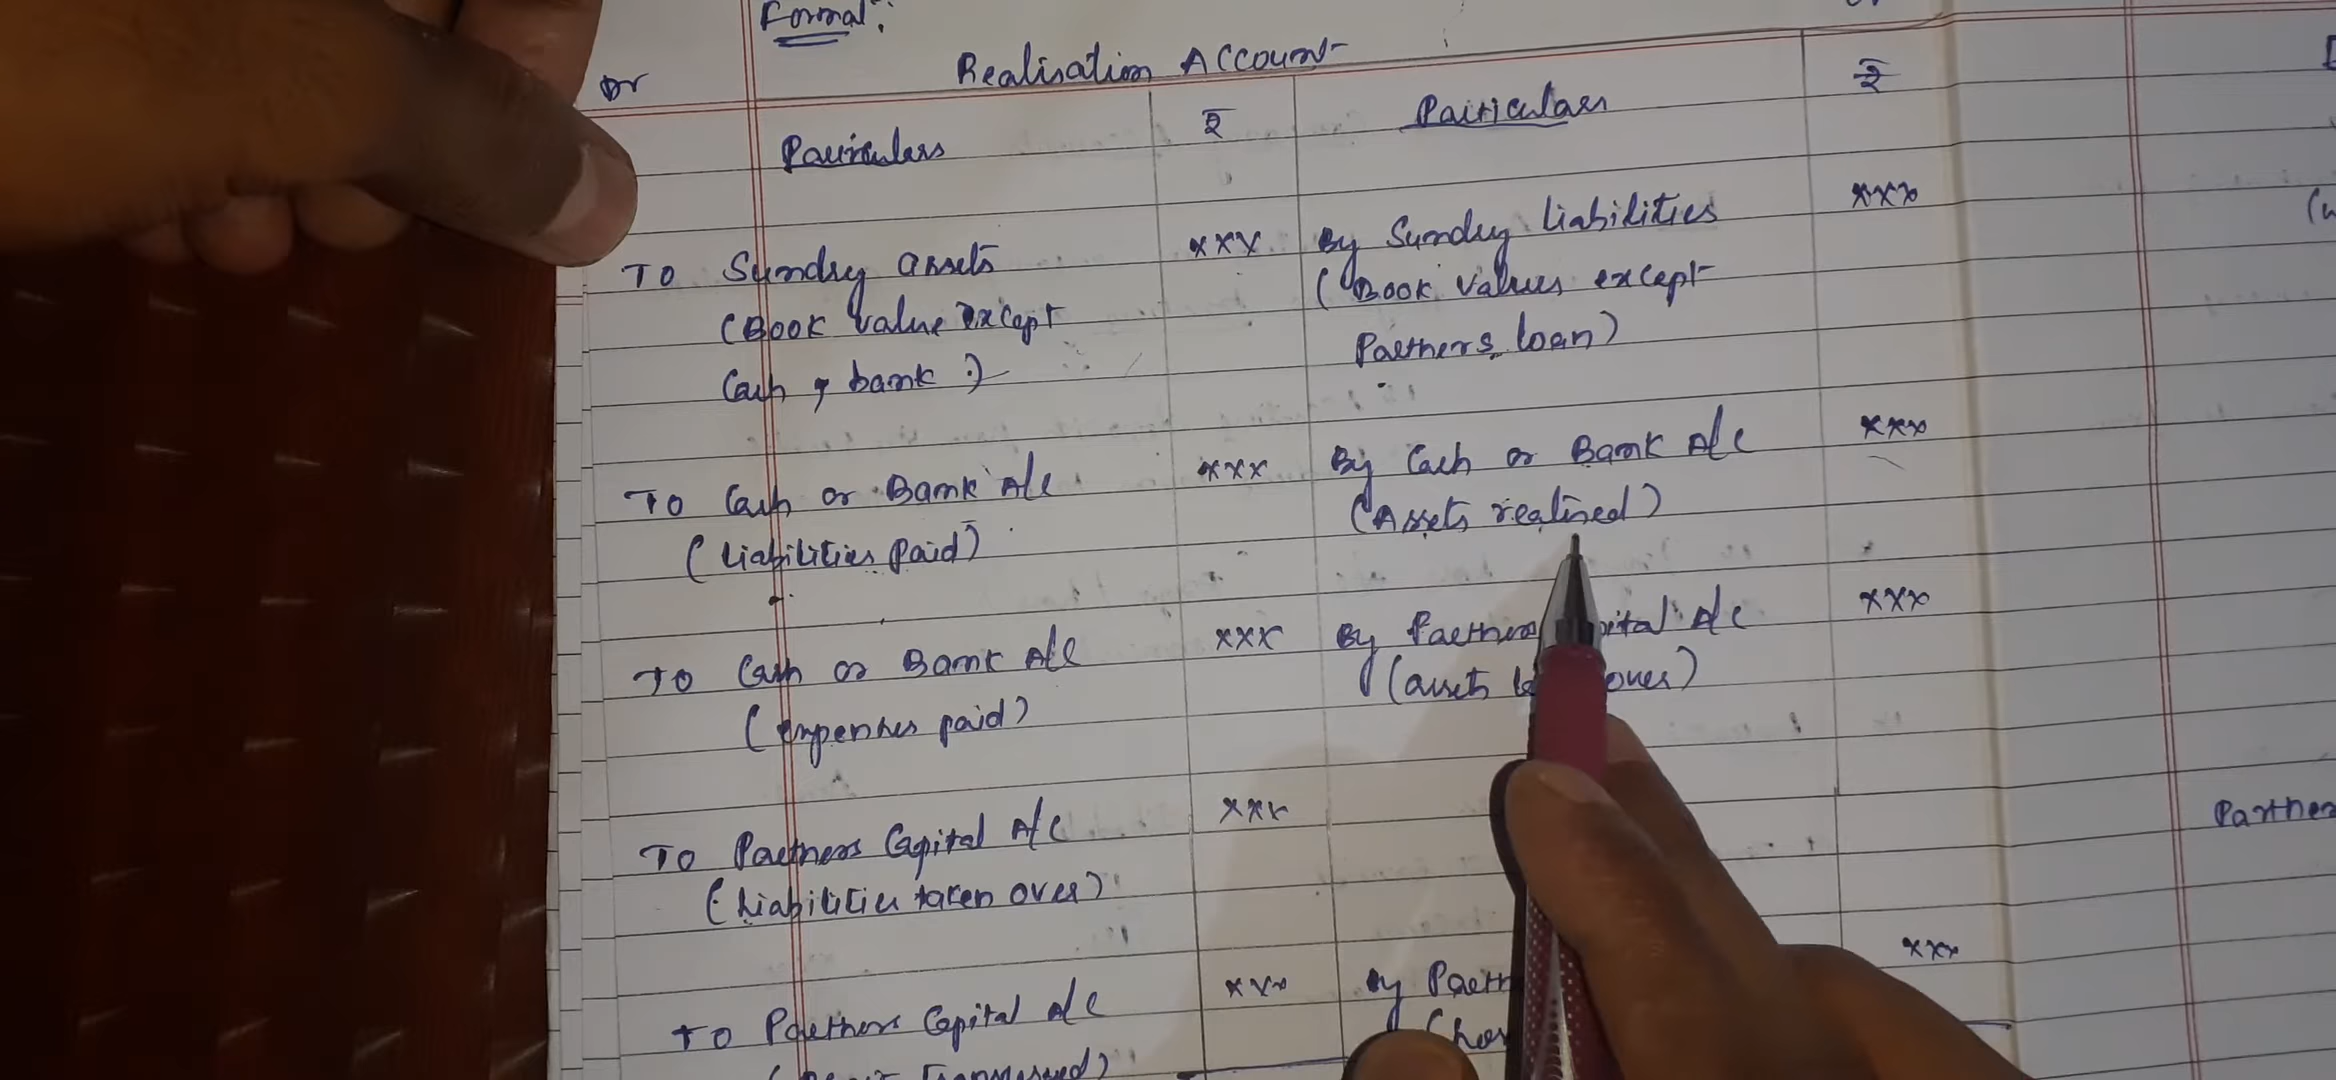 Format:
Realisation Account
Dr
Particulars ₹ Particulars ₹
To Sundry assets xxx By Sundry liabilities xxx
(Book value except (Book values except
Cash, bank :) Partners loan)
To Cash or Bank A/c xxx By Cash or Bank A/c xxx
(Liabilities paid) (Assets realised)
To Cash or Bank A/c xxx By Partners A/c xxx
(expenses paid) (assets over)
To Partners Capital A/c xxx
(Liabilities taken over)
To Partners Capital A/c xxx By xxx